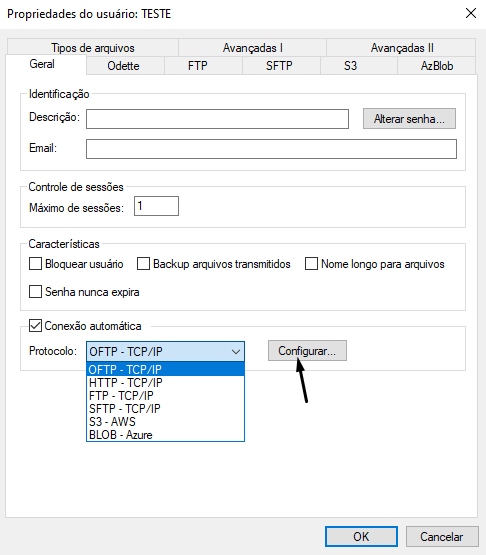 Propriedades do usuário: TESTE
Tipos de arquivos Avançadas I Avançadas II
Geral Odette FTP SFTP S3 AzBlob
Identificação
Descrição: Alterar senha...
Email:
Controle de sessões
Máximo de sessões: 1
Características
Bloquear usuário Backup arquivos transmitidos Nome longo para arquivos
Senha nunca expira
Conexão automática
Protocolo: OFTP - TCP/IP Configurar...
OFTP - TCP/IP
HTTP - TCP/IP
FTP - TCP/IP
SFTP - TCP/IP
S3 - AWS
BLOB - Azure
OK Cancelar